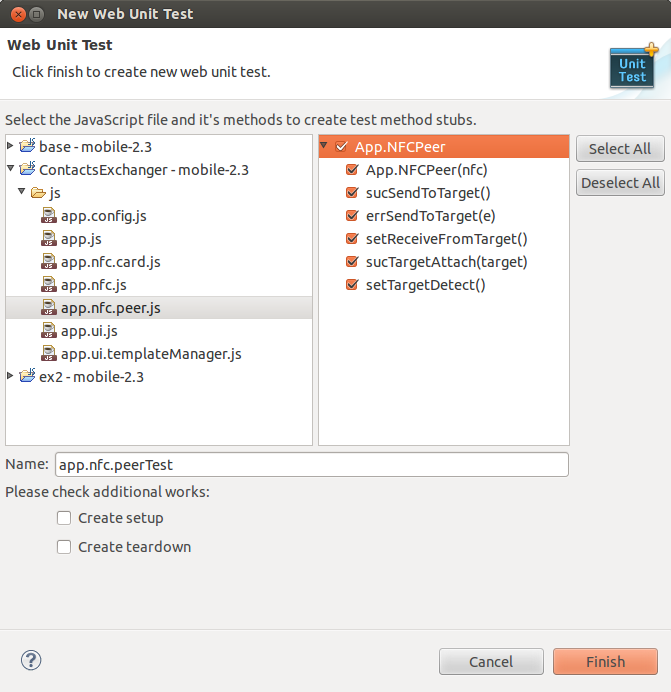 New Web Unit Test
Web Unit Test
Click finish to create new web unit test.
Unit
Test
Select the JavaScript file and it's methods to create test method stubs.
base - mobile-2.3
ContactsExchanger - mobile-2.3
js
app.config.js
app.js
app.nfc.card.js
app.nfc.js
app.nfc.peer.js
app.ui.js
app.ui.templateManager.js
ex2 - mobile-2.3
App.NFCPeer
App.NFCPeer(nfc)
sucSendToTarget()
errSendToTarget(e)
setReceiveFromTarget()
sucTargetAttach(target)
setTargetDetect()
Select All
Deselect All
Name: app.nfc.peerTest
Please check additional works:
Create setup
Create teardown
?
Cancel
Finish